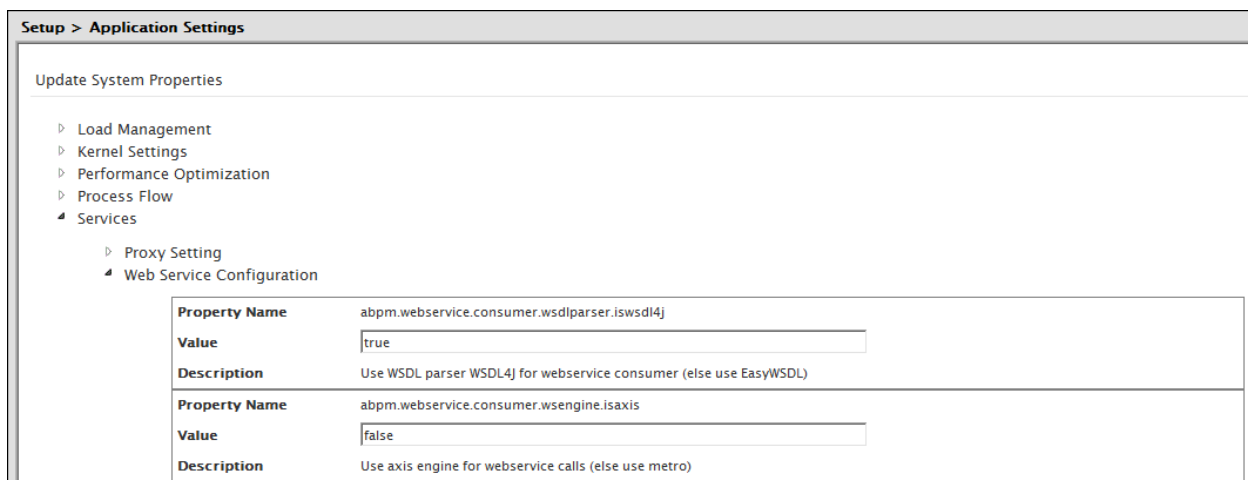 Setup > Application Settings
Update System Properties
Load Management
Kernel Settings
Performance Optimization
Process Flow
Services
Proxy Setting
Web Service Configuration
Property Name abpm.webservice.consumer.wsdlparser.iswsdl4j
Value true
Description Use WSDL parser WSDL4J for webservice consumer (else use EasyWSDL)
Property Name abpm.webservice.consumer.wsengine.isaxis
Value false
Description Use axis engine for webservice calls (else use metro)